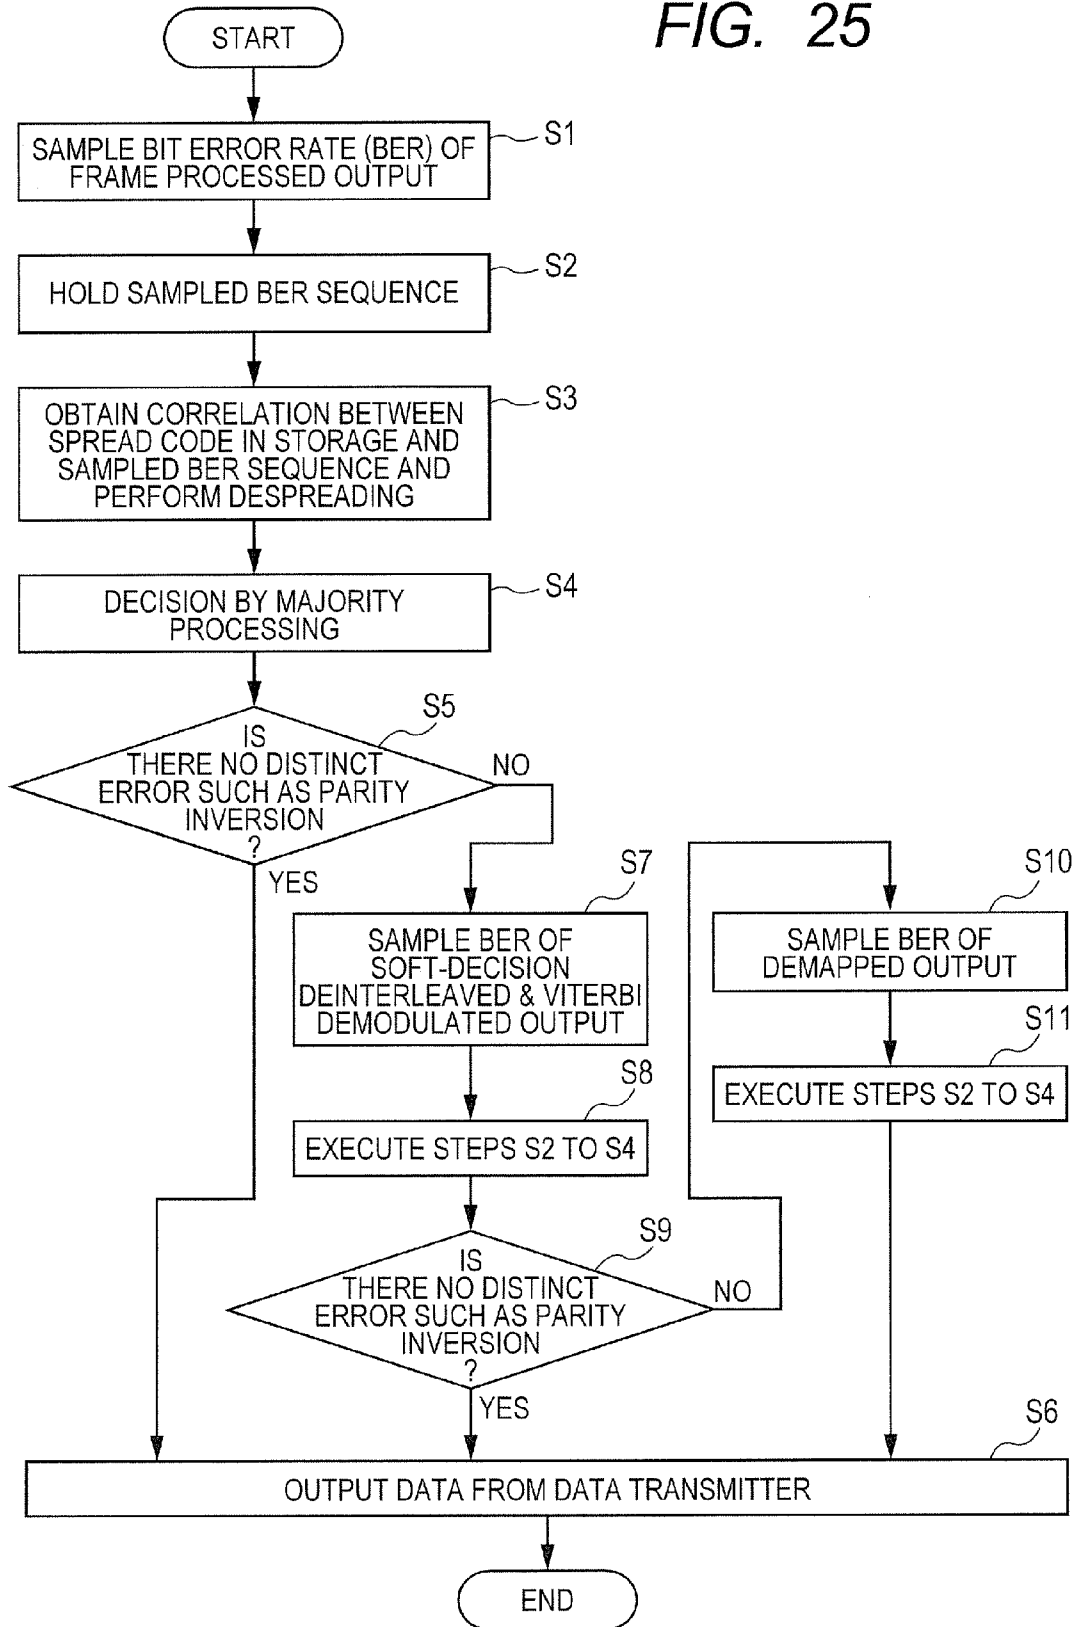 FIG. 25
START
S1
SAMPLE BIT ERROR RATE (BER) OF
FRAME PROCESSED OUTPUT
S2
HOLD SAMPLED BER SEQUENCE
S3
OBTAIN CORRELATION BETWEEN
SPREAD CODE IN STORAGE AND
SAMPLED BER SEQUENCE AND
PERFORM DESPREADING
S4
DECISION BY MAJORITY
PROCESSING
S5
IS
THERE NO DISTINCT
ERROR SUCH AS PARITY
INVERSION
?
NO
YES
S7
SAMPLE BER OF
SOFT-DECISION
DEINTERLEAVED & VITERBI
DEMODULATED OUTPUT
S8
EXECUTE STEPS S2 TO S4
S9
IS
THERE NO DISTINCT
ERROR SUCH AS PARITY
INVERSION
?
NO
YES
S10
SAMPLE BER OF
DEMAPPED OUTPUT
S11
EXECUTE STEPS S2 TO S4
S6
OUTPUT DATA FROM DATA TRANSMITTER
END